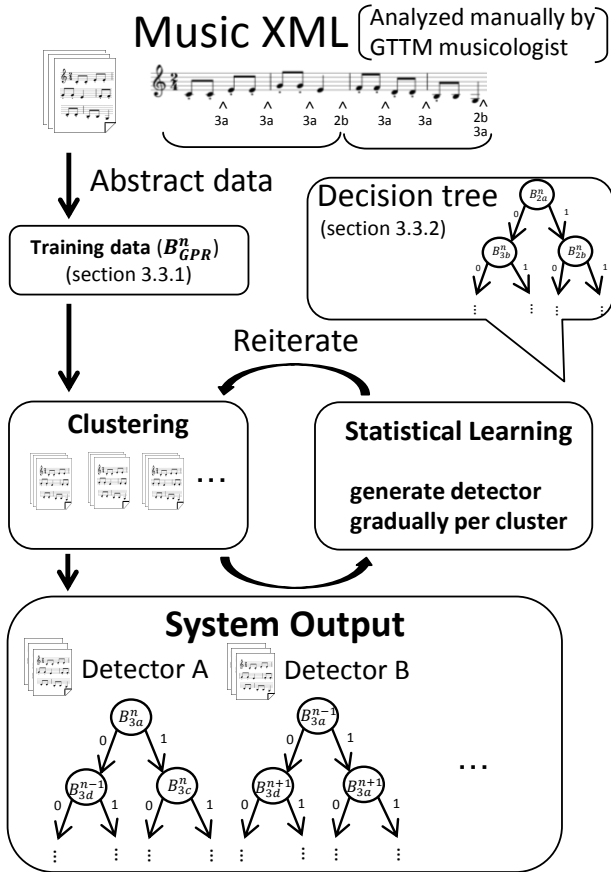 Music XML
Analyzed manually by
GTTM musicologist
2
4
^ ^ ^ ^ ^ ^ ^
3a 3a 3a 2b 3a 3a 2b
3a
Abstract data
Training data (B^n_GPR)
(section 3.3.1)
Decision tree
(section 3.3.2)
B^n_2a
0 1
B^n_3b B^n_2b
0 1 0 1
⋮ ⋮ ⋮ ⋮
Reiterate
Clustering
...
Statistical Learning
generate detector
gradually per cluster
System Output
Detector A
Detector B
B^n_3a B^{n-1}_3a
0 1 0 1
B^{n-1}_3d B^n_3c B^{n+1}_3d B^{n+1}_3a
...
0 1 0 1 0 1 0 1
⋮ ⋮ ⋮ ⋮ ⋮ ⋮ ⋮ ⋮